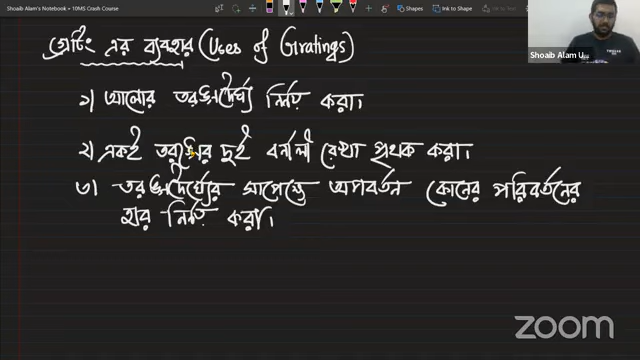 Shoaib Alam's Notebook » 10MS Crash Course
Ink to Shape
Ink to
Shoaib Alam U...
গ্রেটিং এর ব্যবহার (Uses of Gratings)
১) আলোর তরঙ্গদৈর্ঘ্য নির্ণয় করা।
২) একই তরঙ্গের দুই বর্ণালী রেখা পৃথক করা।
৩) তরঙ্গদৈর্ঘ্যের সাপেক্ষে অপবর্তন কোনের পরিবর্তনের
হার নির্ণয় করা।
zoom